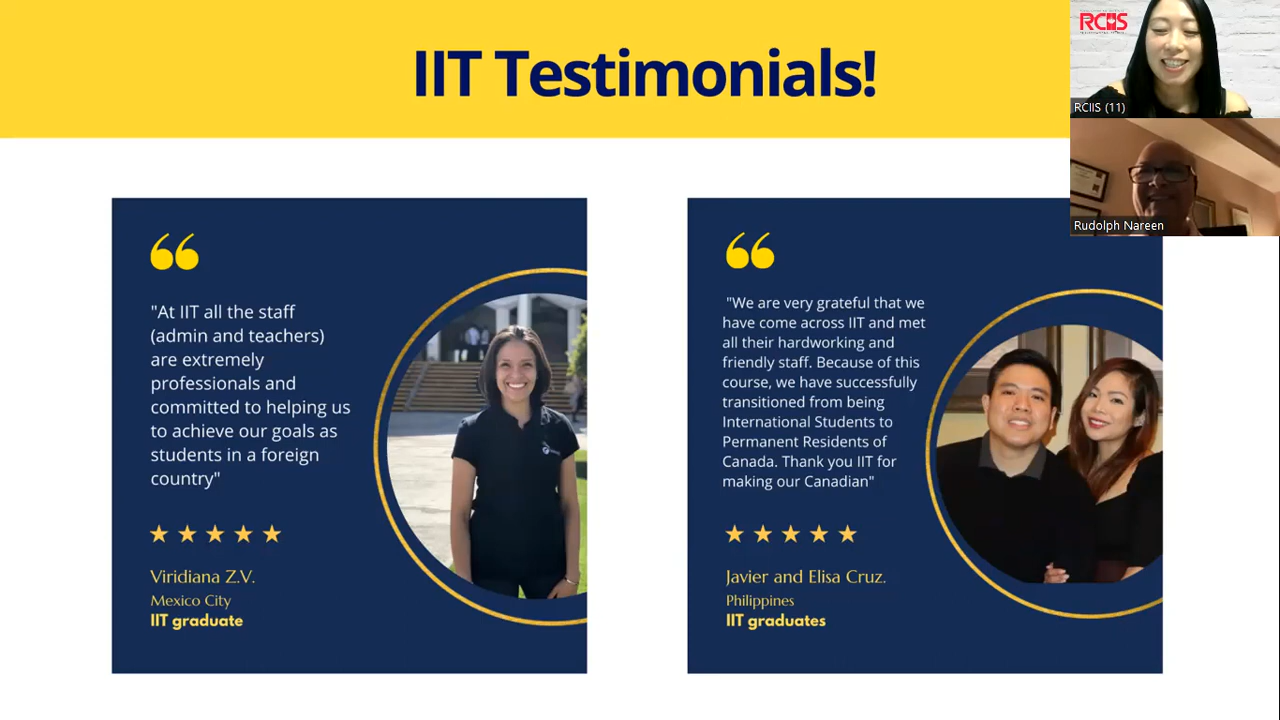 IIT Testimonials!
RCIIS
RCIIS (11)
Rudolph Nareen
"At IIT all the staff
(admin and teachers)
are extremely
professionals and
committed to helping us
to achieve our goals as
students in a foreign
country"
Viridiana Z.V.
Mexico City
IIT graduate
"We are very grateful that we
have come across IIT and met
all their hardworking and
friendly staff. Because of this
course, we have successfully
transitioned from being
International Students to
Permanent Residents of
Canada. Thank you IIT for
making our Canadian"
Javier and Elisa Cruz.
Philippines
IIT graduates